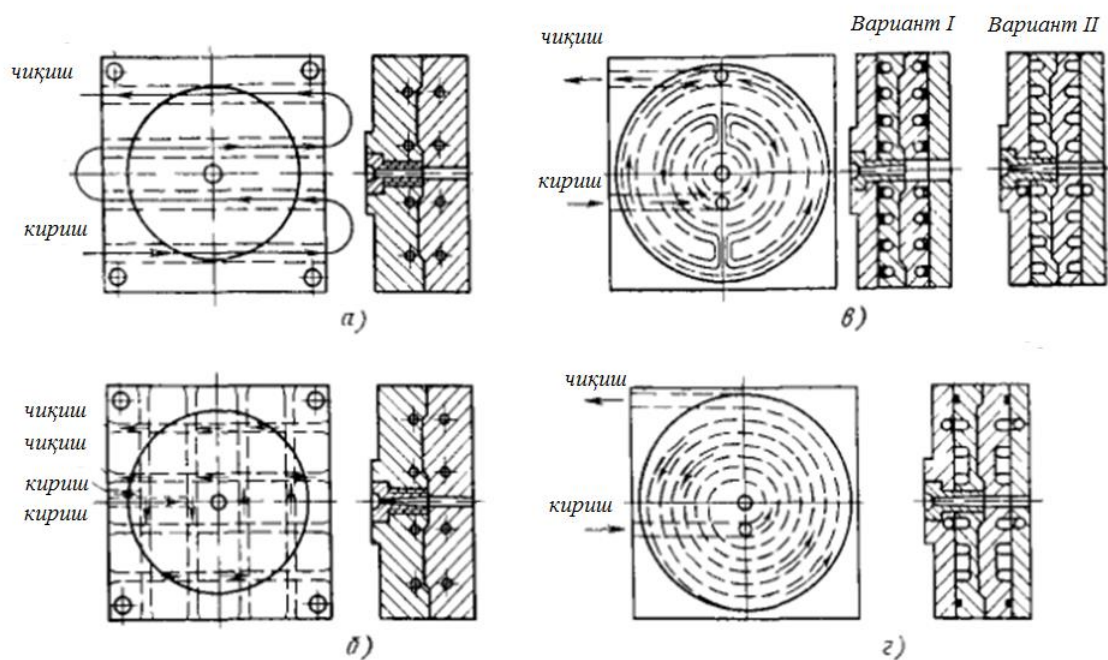 чиқиш
кириш
а)
Вариант I
Вариант II
чиқиш
кириш
в)
чиқиш
чиқиш
кириш
кириш
б)
чиқиш
кириш
г)